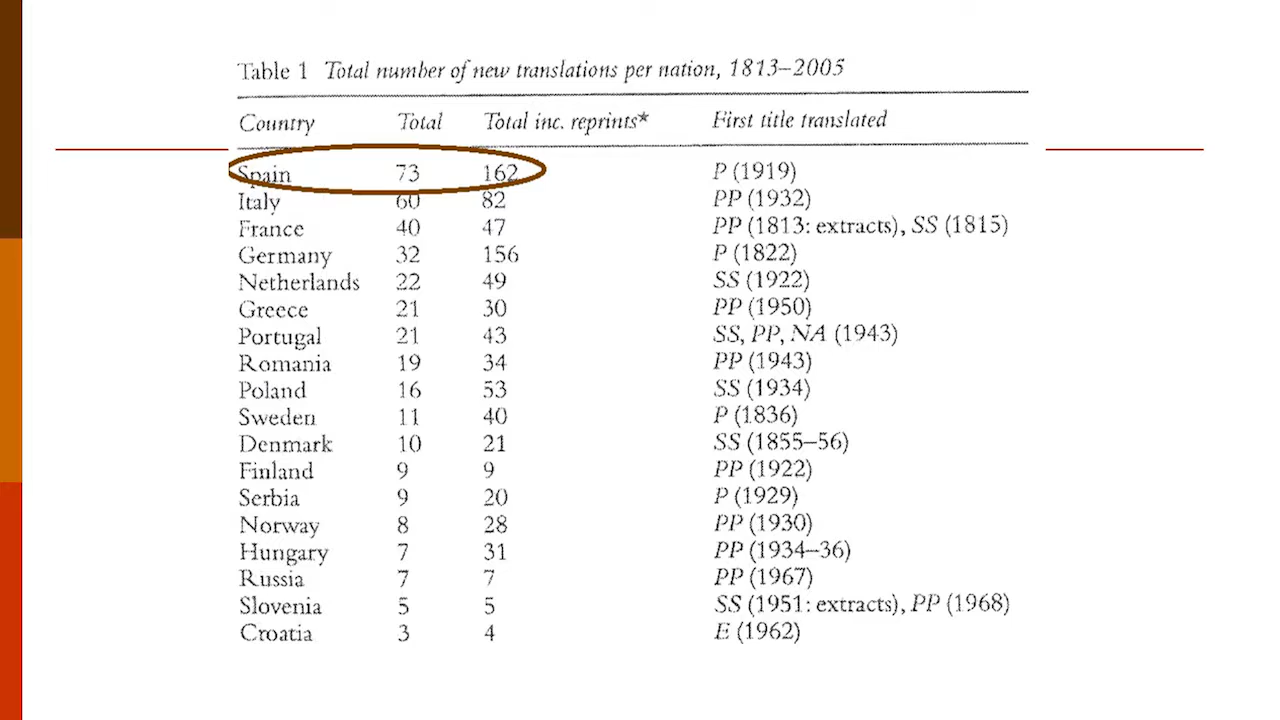 Table 1 Total number of new translations per nation, 1813–2005
Country Total Total inc. reprints* First title translated
Spain 73 162 P (1919)
Italy 60 82 PP (1932)
France 40 47 PP (1813: extracts), SS (1815)
Germany 32 156 P (1822)
Netherlands 22 49 SS (1922)
Greece 21 30 PP (1950)
Portugal 21 43 SS, PP, NA (1943)
Romania 19 34 PP (1943)
Poland 16 53 SS (1934)
Sweden 11 40 P (1836)
Denmark 10 21 SS (1855–56)
Finland 9 9 PP (1922)
Serbia 9 20 P (1929)
Norway 8 28 PP (1930)
Hungary 7 31 PP (1934–36)
Russia 7 7 PP (1967)
Slovenia 5 5 SS (1951: extracts), PP (1968)
Croatia 3 4 E (1962)